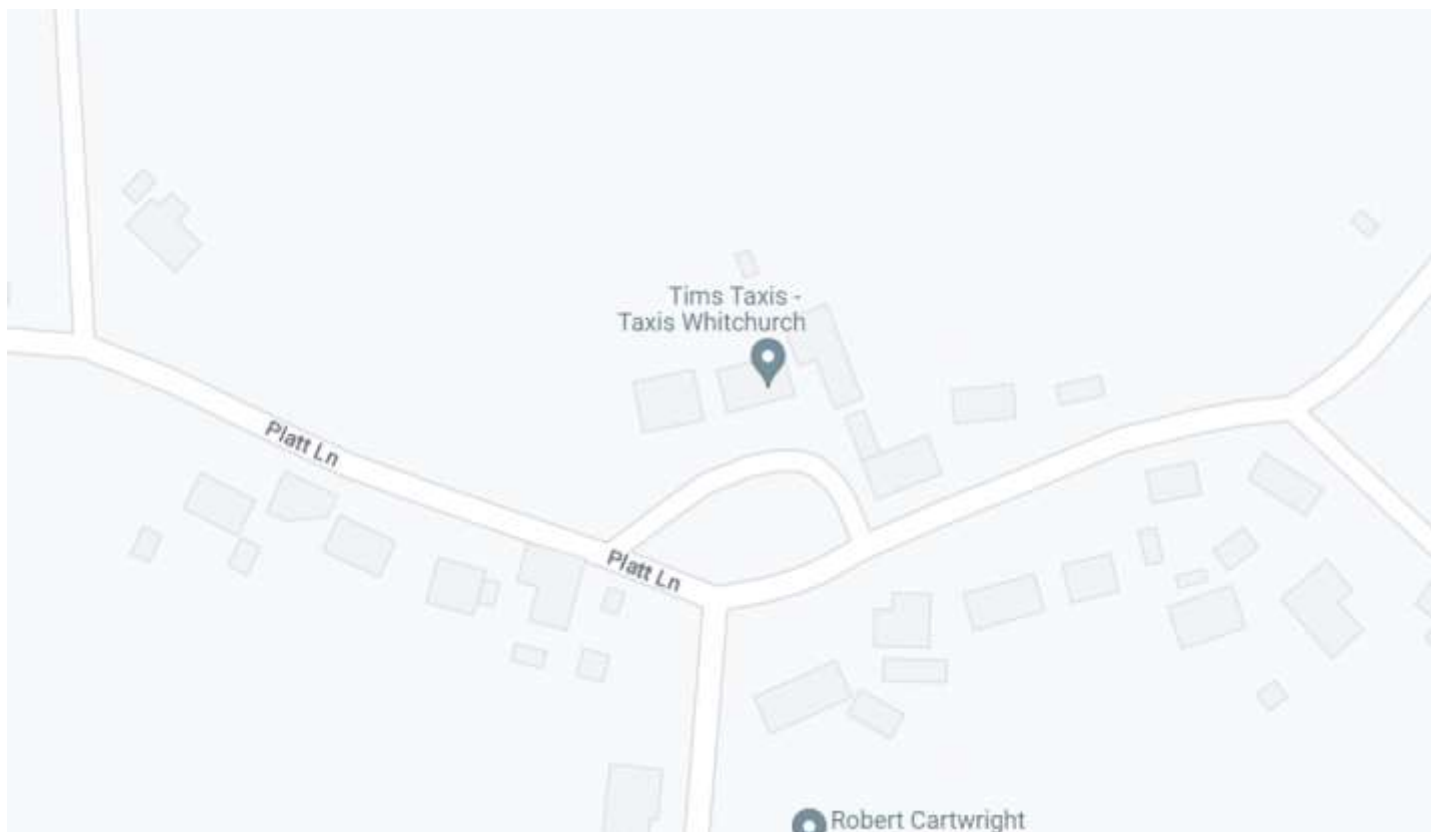 Tims Taxis -
Taxis Whitchurch
Platt Ln
Platt Ln
Robert Cartwright